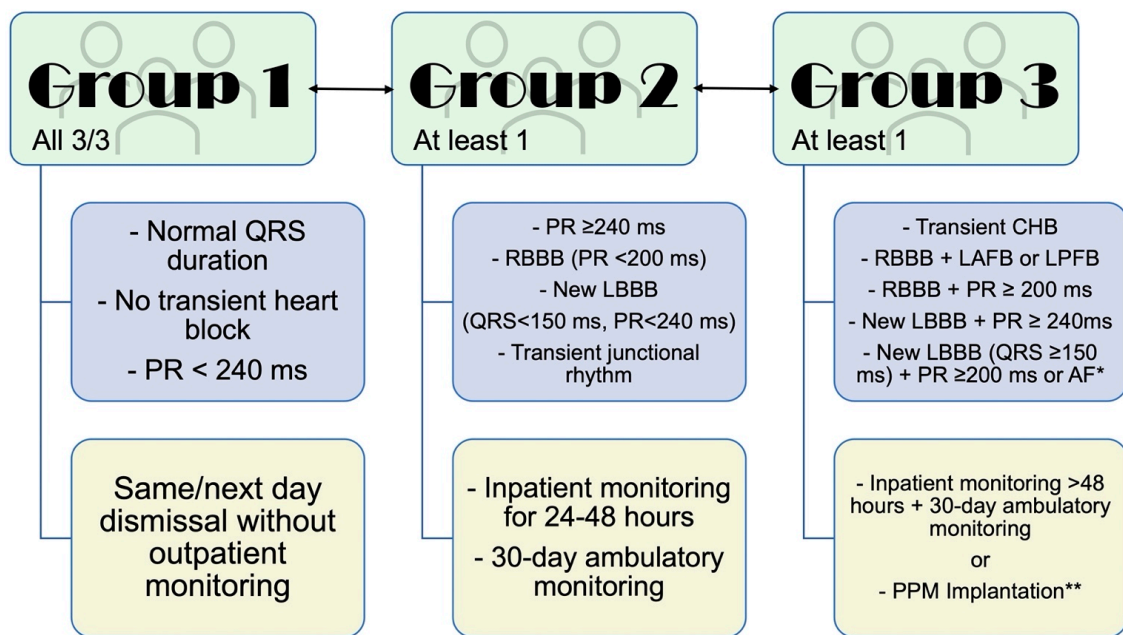 Group 1
All 3/3
Group 2
At least 1
Group 3
At least 1
- Normal QRS
duration
- No transient heart
block
- PR < 240 ms
- PR ≥240 ms
- RBBB (PR <200 ms)
- New LBBB
(QRS<150 ms, PR<240 ms)
- Transient junctional
rhythm
- Transient CHB
- RBBB + LAFB or LPFB
- RBBB + PR ≥ 200 ms
- New LBBB + PR ≥ 240ms
- New LBBB (QRS ≥150
ms) + PR ≥200 ms or AF*
Same/next day
dismissal without
outpatient
monitoring
- Inpatient monitoring
for 24-48 hours
- 30-day ambulatory
monitoring
- Inpatient monitoring >48
hours + 30-day ambulatory
monitoring
or
- PPM Implantation**